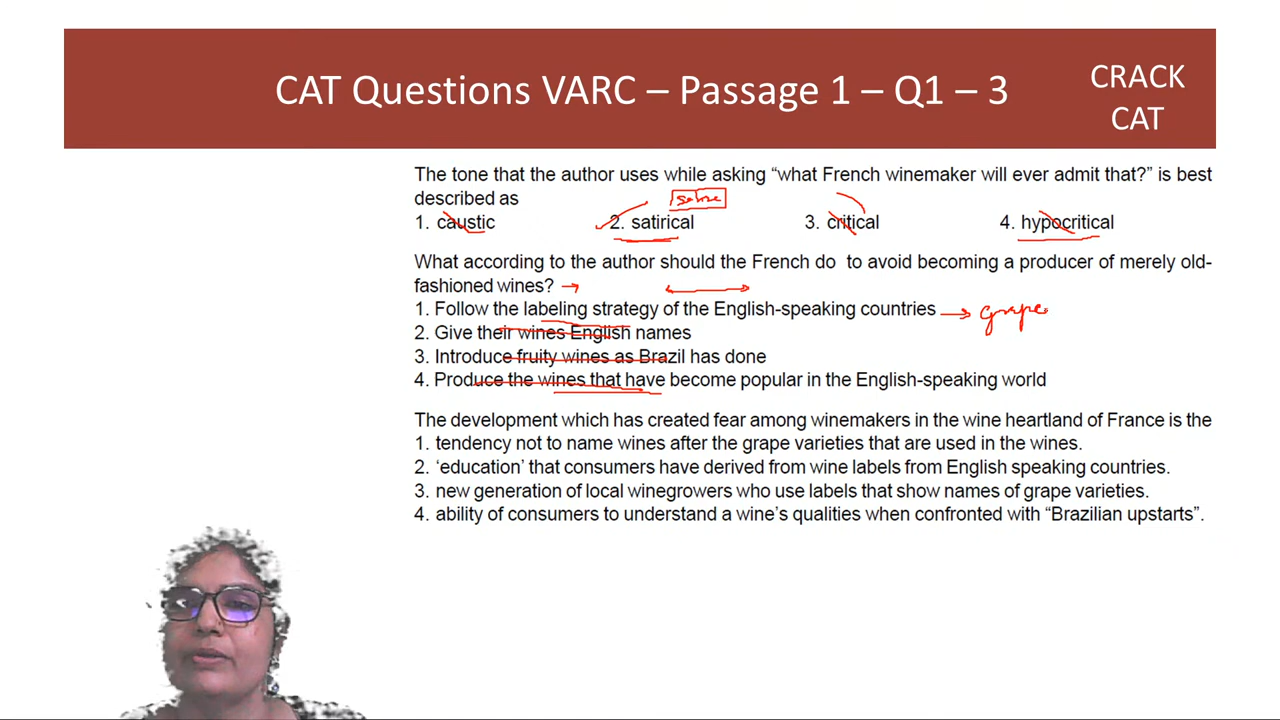 CAT Questions VARC – Passage 1 – Q1 – 3
CRACK
CAT
The tone that the author uses while asking “what French winemaker will ever admit that?” is best
described as
satire
1. caustic 2. satirical 3. critical 4. hypocritical
What according to the author should the French do to avoid becoming a producer of merely old-
fashioned wines?
1. Follow the labeling strategy of the English-speaking countries → grape
2. Give their wines English names
3. Introduce fruity wines as Brazil has done
4. Produce the wines that have become popular in the English-speaking world
The development which has created fear among winemakers in the wine heartland of France is the
1. tendency not to name wines after the grape varieties that are used in the wines.
2. ‘education’ that consumers have derived from wine labels from English speaking countries.
3. new generation of local winegrowers who use labels that show names of grape varieties.
4. ability of consumers to understand a wine’s qualities when confronted with “Brazilian upstarts”.